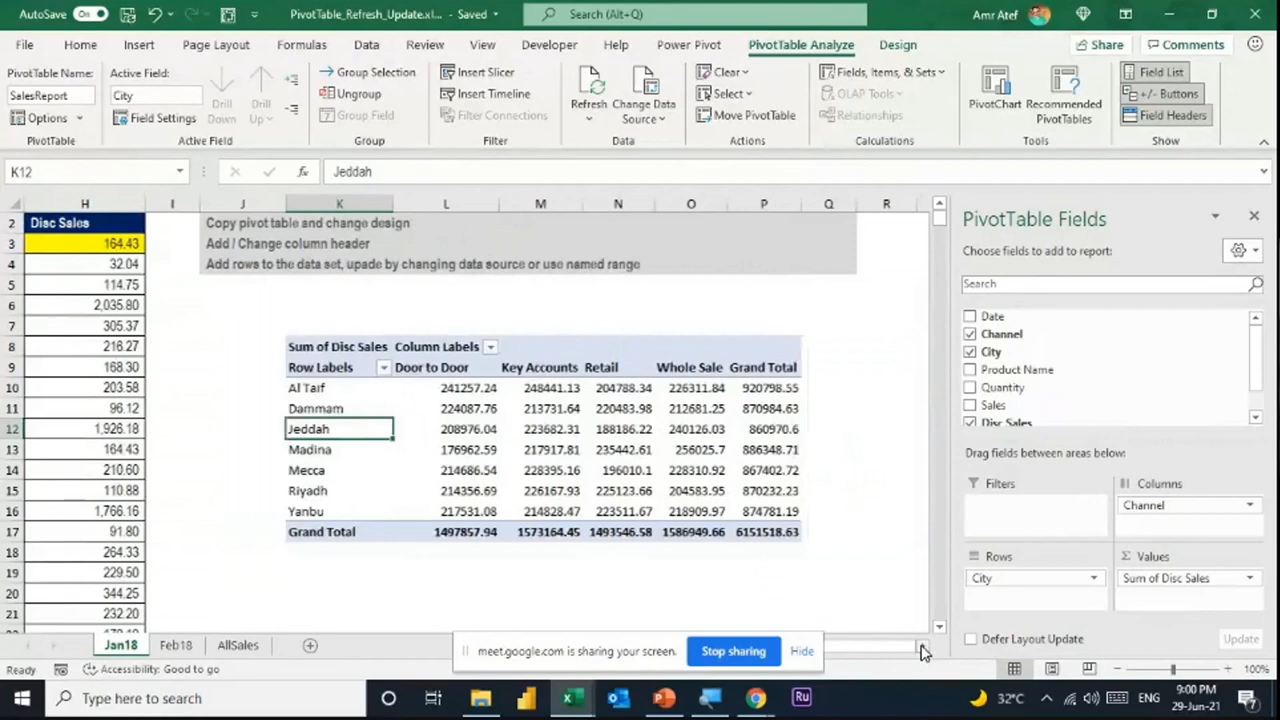 AutoSave On PivotTable_Refresh_Update.xl... - Saved Search (Alt+Q) Amr Atef
File Home Insert Page Layout Formulas Data Review View Developer Help Power Pivot PivotTable Analyze Design Share Comments
PivotTable Name: Active Field: Group Selection Insert Slicer Clear Fields, Items, & Sets Field List
SalesReport City Drill Down Drill Up Ungroup Insert Timeline Refresh Change Data Source Select OLAP Tools PivotChart Recommended PivotTables +/- Buttons
Options Field Settings Group Field Filter Connections Move PivotTable Relationships Field Headers
PivotTable Active Field Group Filter Data Actions Calculations Tools Show
K12 fx Jeddah
H I J K L M N O P Q R
2 Disc Sales Copy pivot table and change design
3 164.43 Add / Change column header
4 32.04 Add rows to the data set, upade by changing data source or use named range
5 114.75
6 2,035.80
7 305.37
8 216.27 Sum of Disc Sales Column Labels
9 168.30 Row Labels Door to Door Key Accounts Retail Whole Sale Grand Total
10 203.58 Al Taif 241257.24 248441.13 204788.34 226311.84 920798.55
11 96.12 Dammam 224087.76 213731.64 220483.98 212681.25 870984.63
12 1,926.18 Jeddah 208976.04 223682.31 188186.22 240126.03 860970.6
13 164.43 Madina 176962.59 217917.81 235442.61 256025.7 886348.71
14 210.60 Mecca 214686.54 228395.16 196010.1 228310.92 867402.72
15 110.88 Riyadh 214356.69 226167.93 225123.66 204583.95 870232.23
16 1,766.16 Yanbu 217531.08 214828.47 223511.67 218909.97 874781.19
17 91.80 Grand Total 1497857.94 1573164.45 1493546.58 1586949.66 6151518.63
18 264.33
19 229.50
20 344.25
21 232.20
PivotTable Fields
Choose fields to add to report:
Search
Date
Channel
City
Product Name
Quantity
Sales
Disc Sales
Drag fields between areas below:
Filters Columns
Channel
Rows Σ Values
City Sum of Disc Sales
Defer Layout Update Update
Jan18 Feb18 AllSales
meet.google.com is sharing your screen. Stop sharing Hide
Ready Accessibility: Good to go 100%
Type here to search Ru 32°C ENG 9:00 PM
29-Jun-21 7